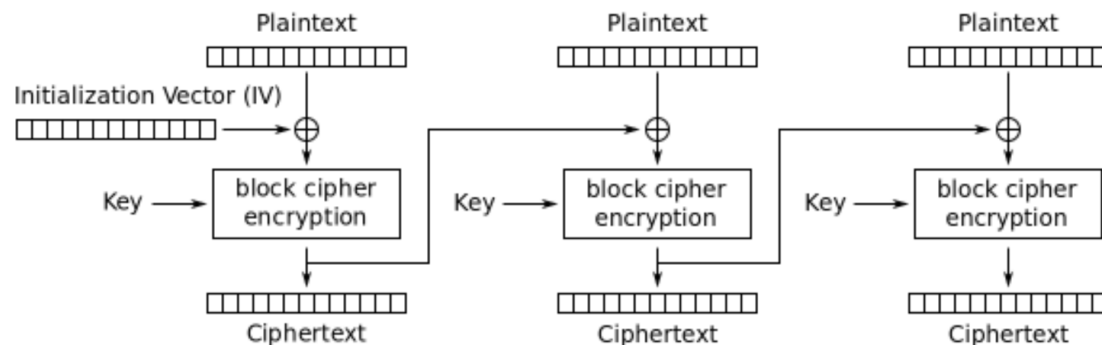 Plaintext
Plaintext
Plaintext
Initialization Vector (IV)
Key
block cipher
encryption
Key
block cipher
encryption
Key
block cipher
encryption
Ciphertext
Ciphertext
Ciphertext